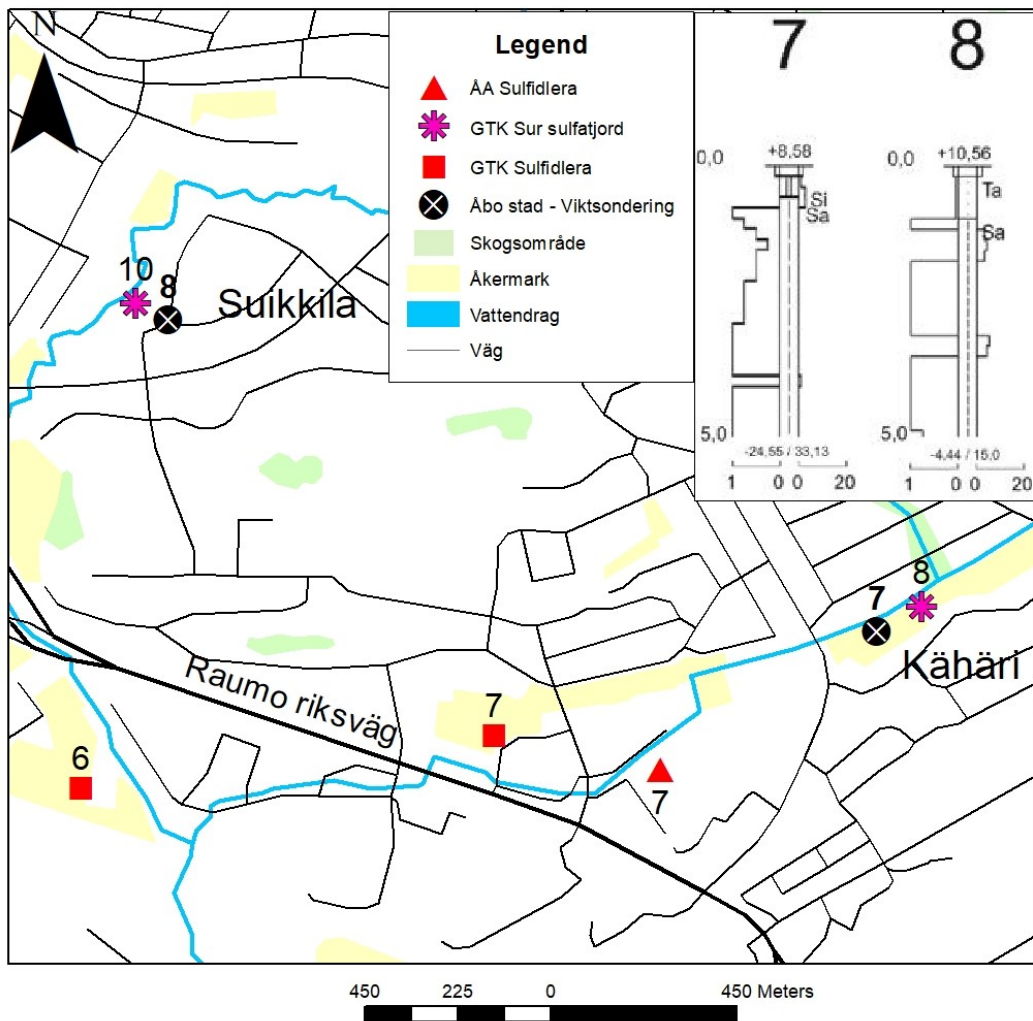 N
Legend
ÅA Sulfidlera
GTK Sur sulfatjord
GTK Sulfidlera
Åbo stad - Viktsondering
Skogsområde
Åkermark
Vattendrag
Väg
7
8
0,0
+8,58
Si
Sa
5,0
-24,55 / 33,13
1 0 0 20
0,0
+10,56
Ta
Sa
5,0
-4,44 / 15,0
1 0 0 20
10
8
Suikkila
8
7
Kähäri
Raumo riksväg
7
6
7
450 225 0 450 Meters